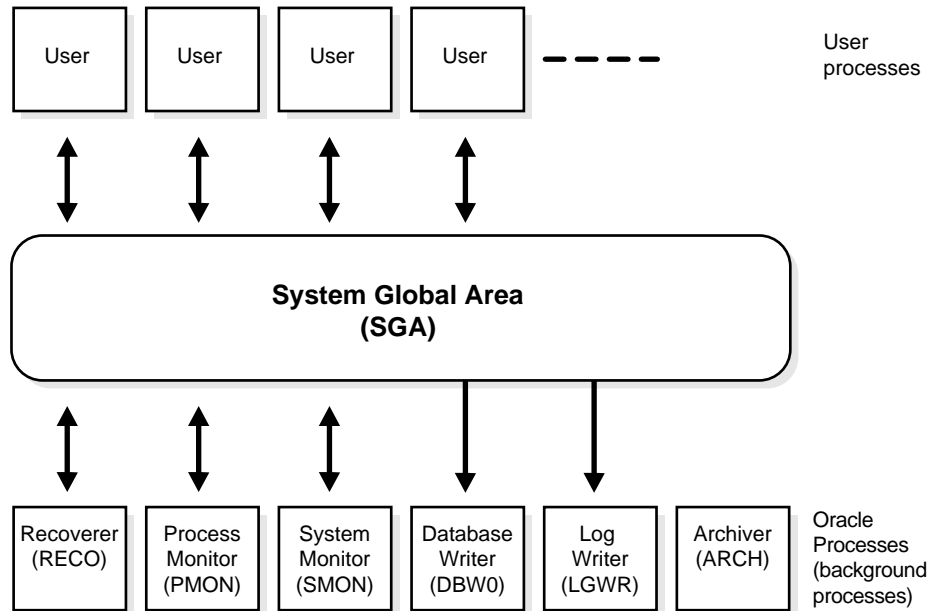 User
User
User
User
User
processes
System Global Area
(SGA)
Recoverer
(RECO)
Process
Monitor
(PMON)
System
Monitor
(SMON)
Database
Writer
(DBW0)
Log
Writer
(LGWR)
Archiver
(ARCH)
Oracle
Processes
(background
processes)